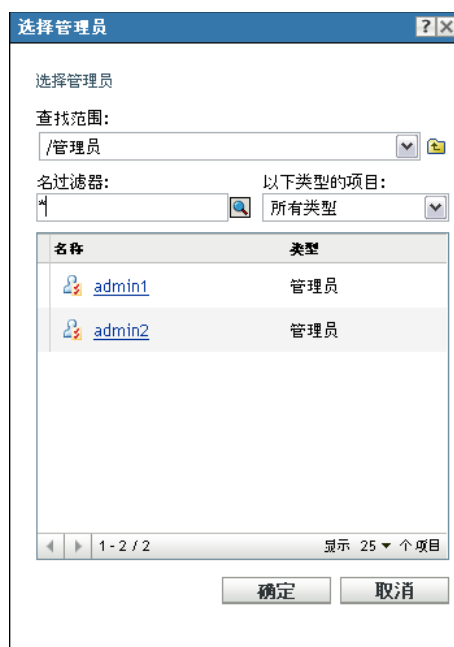 选择管理员
选择管理员
查找范围:
/管理员
名过滤器: 以下类型的项目:
* 所有类型
名称 类型
admin1 管理员
admin2 管理员
1 - 2 / 2 显示 25 个项目
确定 取消